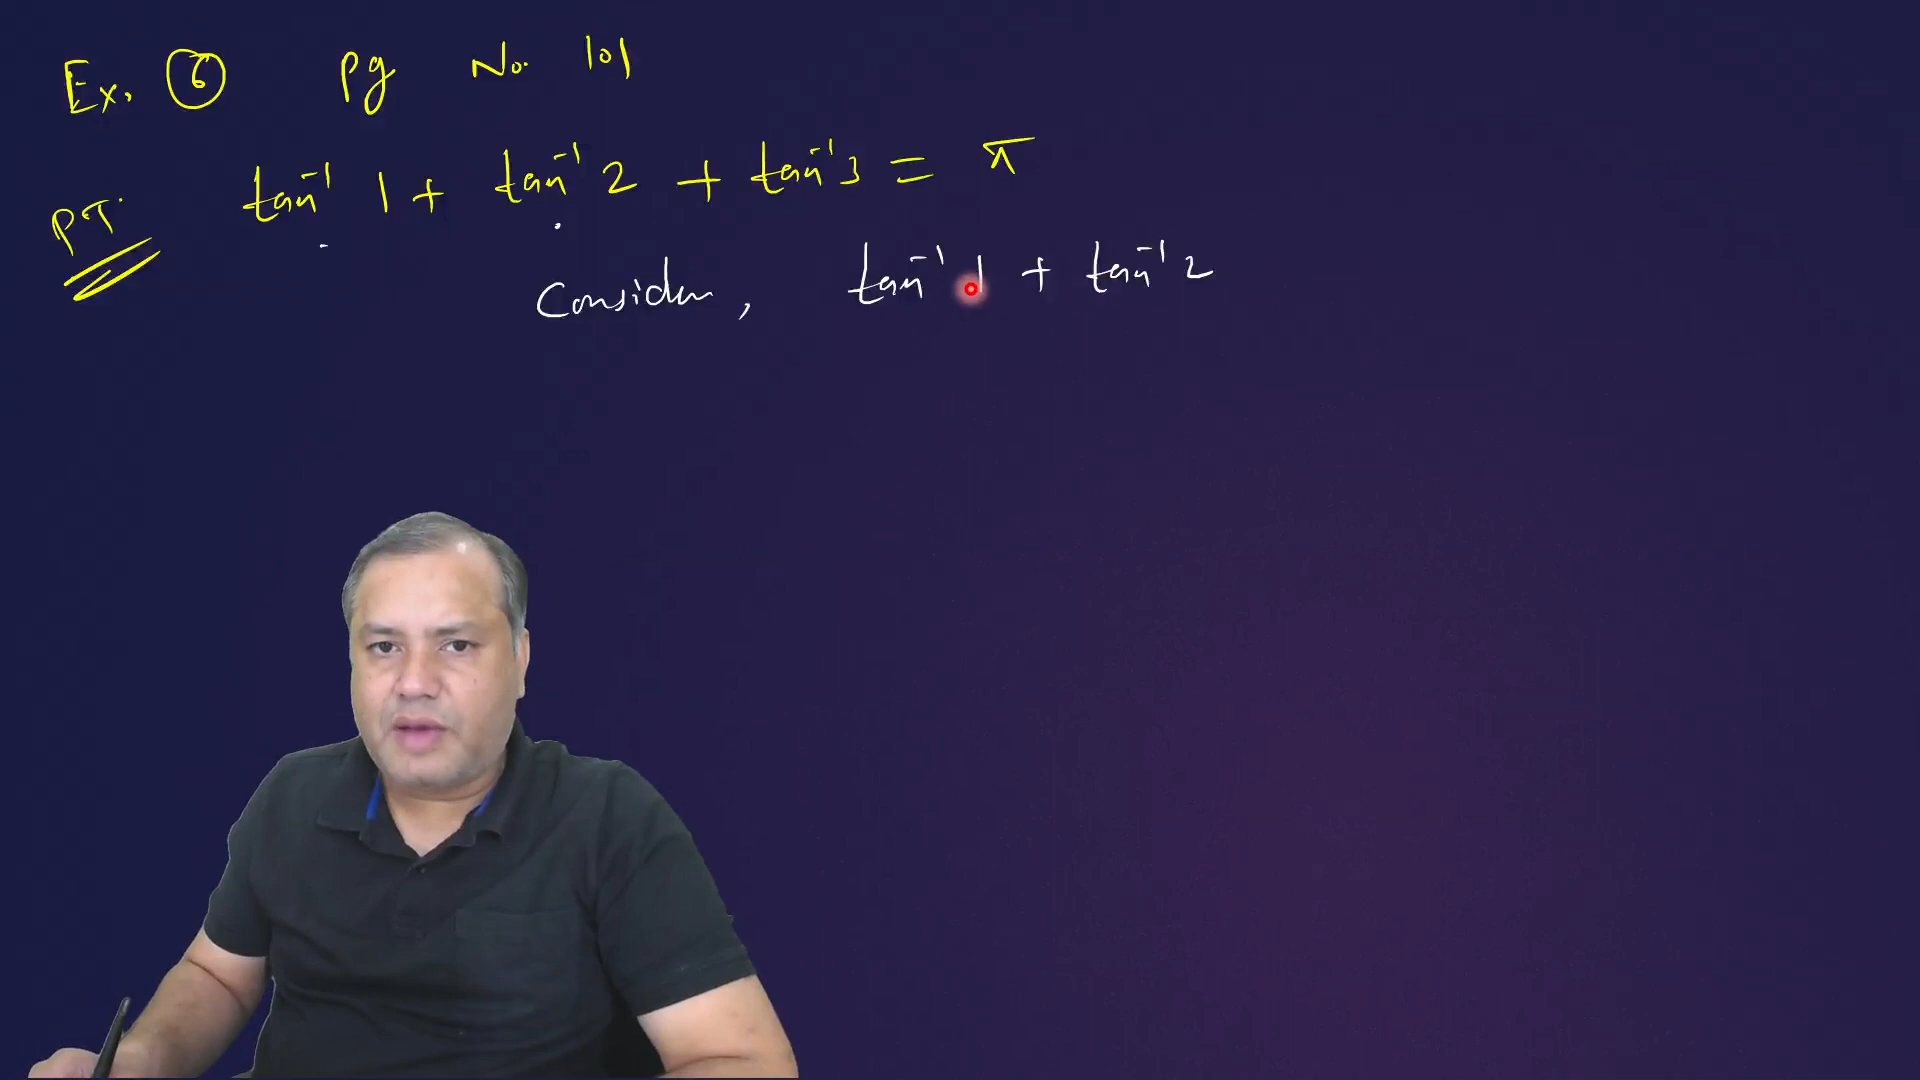 Ex. 6 Pg No. 101
PT. tan⁻¹ 1 + tan⁻¹ 2 + tan⁻¹ 3 = π
Consider, tan⁻¹ 1 + tan⁻¹ 2